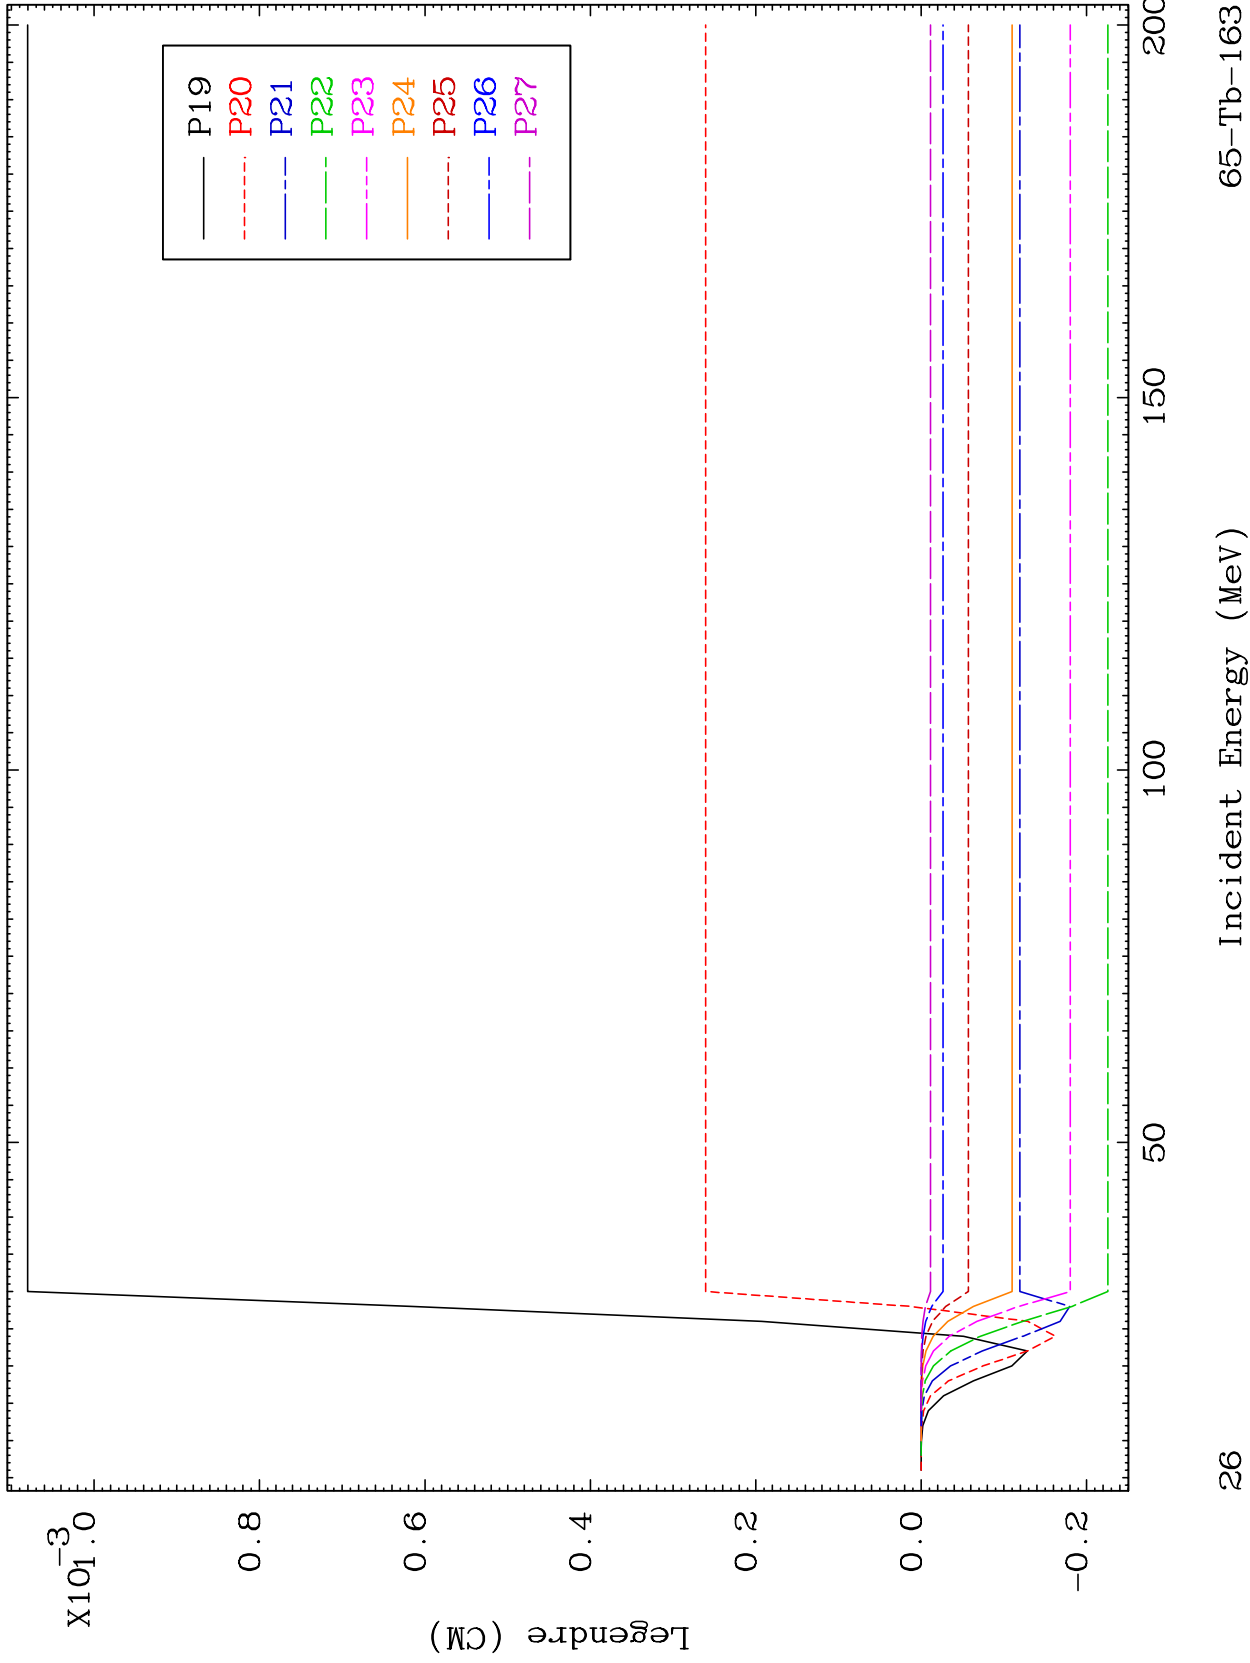 X10-3
1.0
0.8
0.6
0.4
0.2
0.0
-0.2
Legendre (CM)
P19
P20
P21
P22
P23
P24
P25
P26
P27
50
100
150
200
26
Incident Energy (MeV)
65-Tb-163